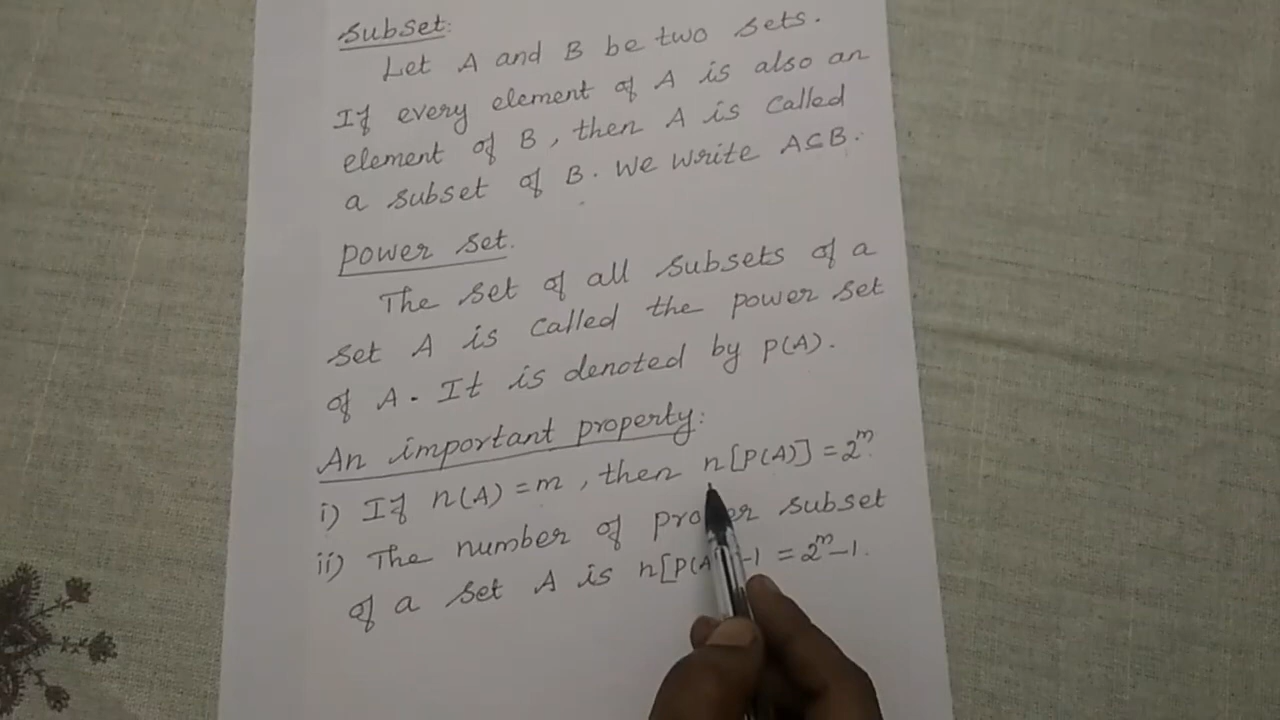 Subset:
Let A and B be two sets.
If every element of A is also an
element of B, then A is called
a subset of B. We write A⊆B.
power set.
The set of all subsets of a
set A is called the power set
of A. It is denoted by P(A).
An important property:
i) If n(A) = m, then n[P(A)] = 2^m.
ii) The number of proper subset
of a set A is n[P(A)]-1 = 2^m-1.